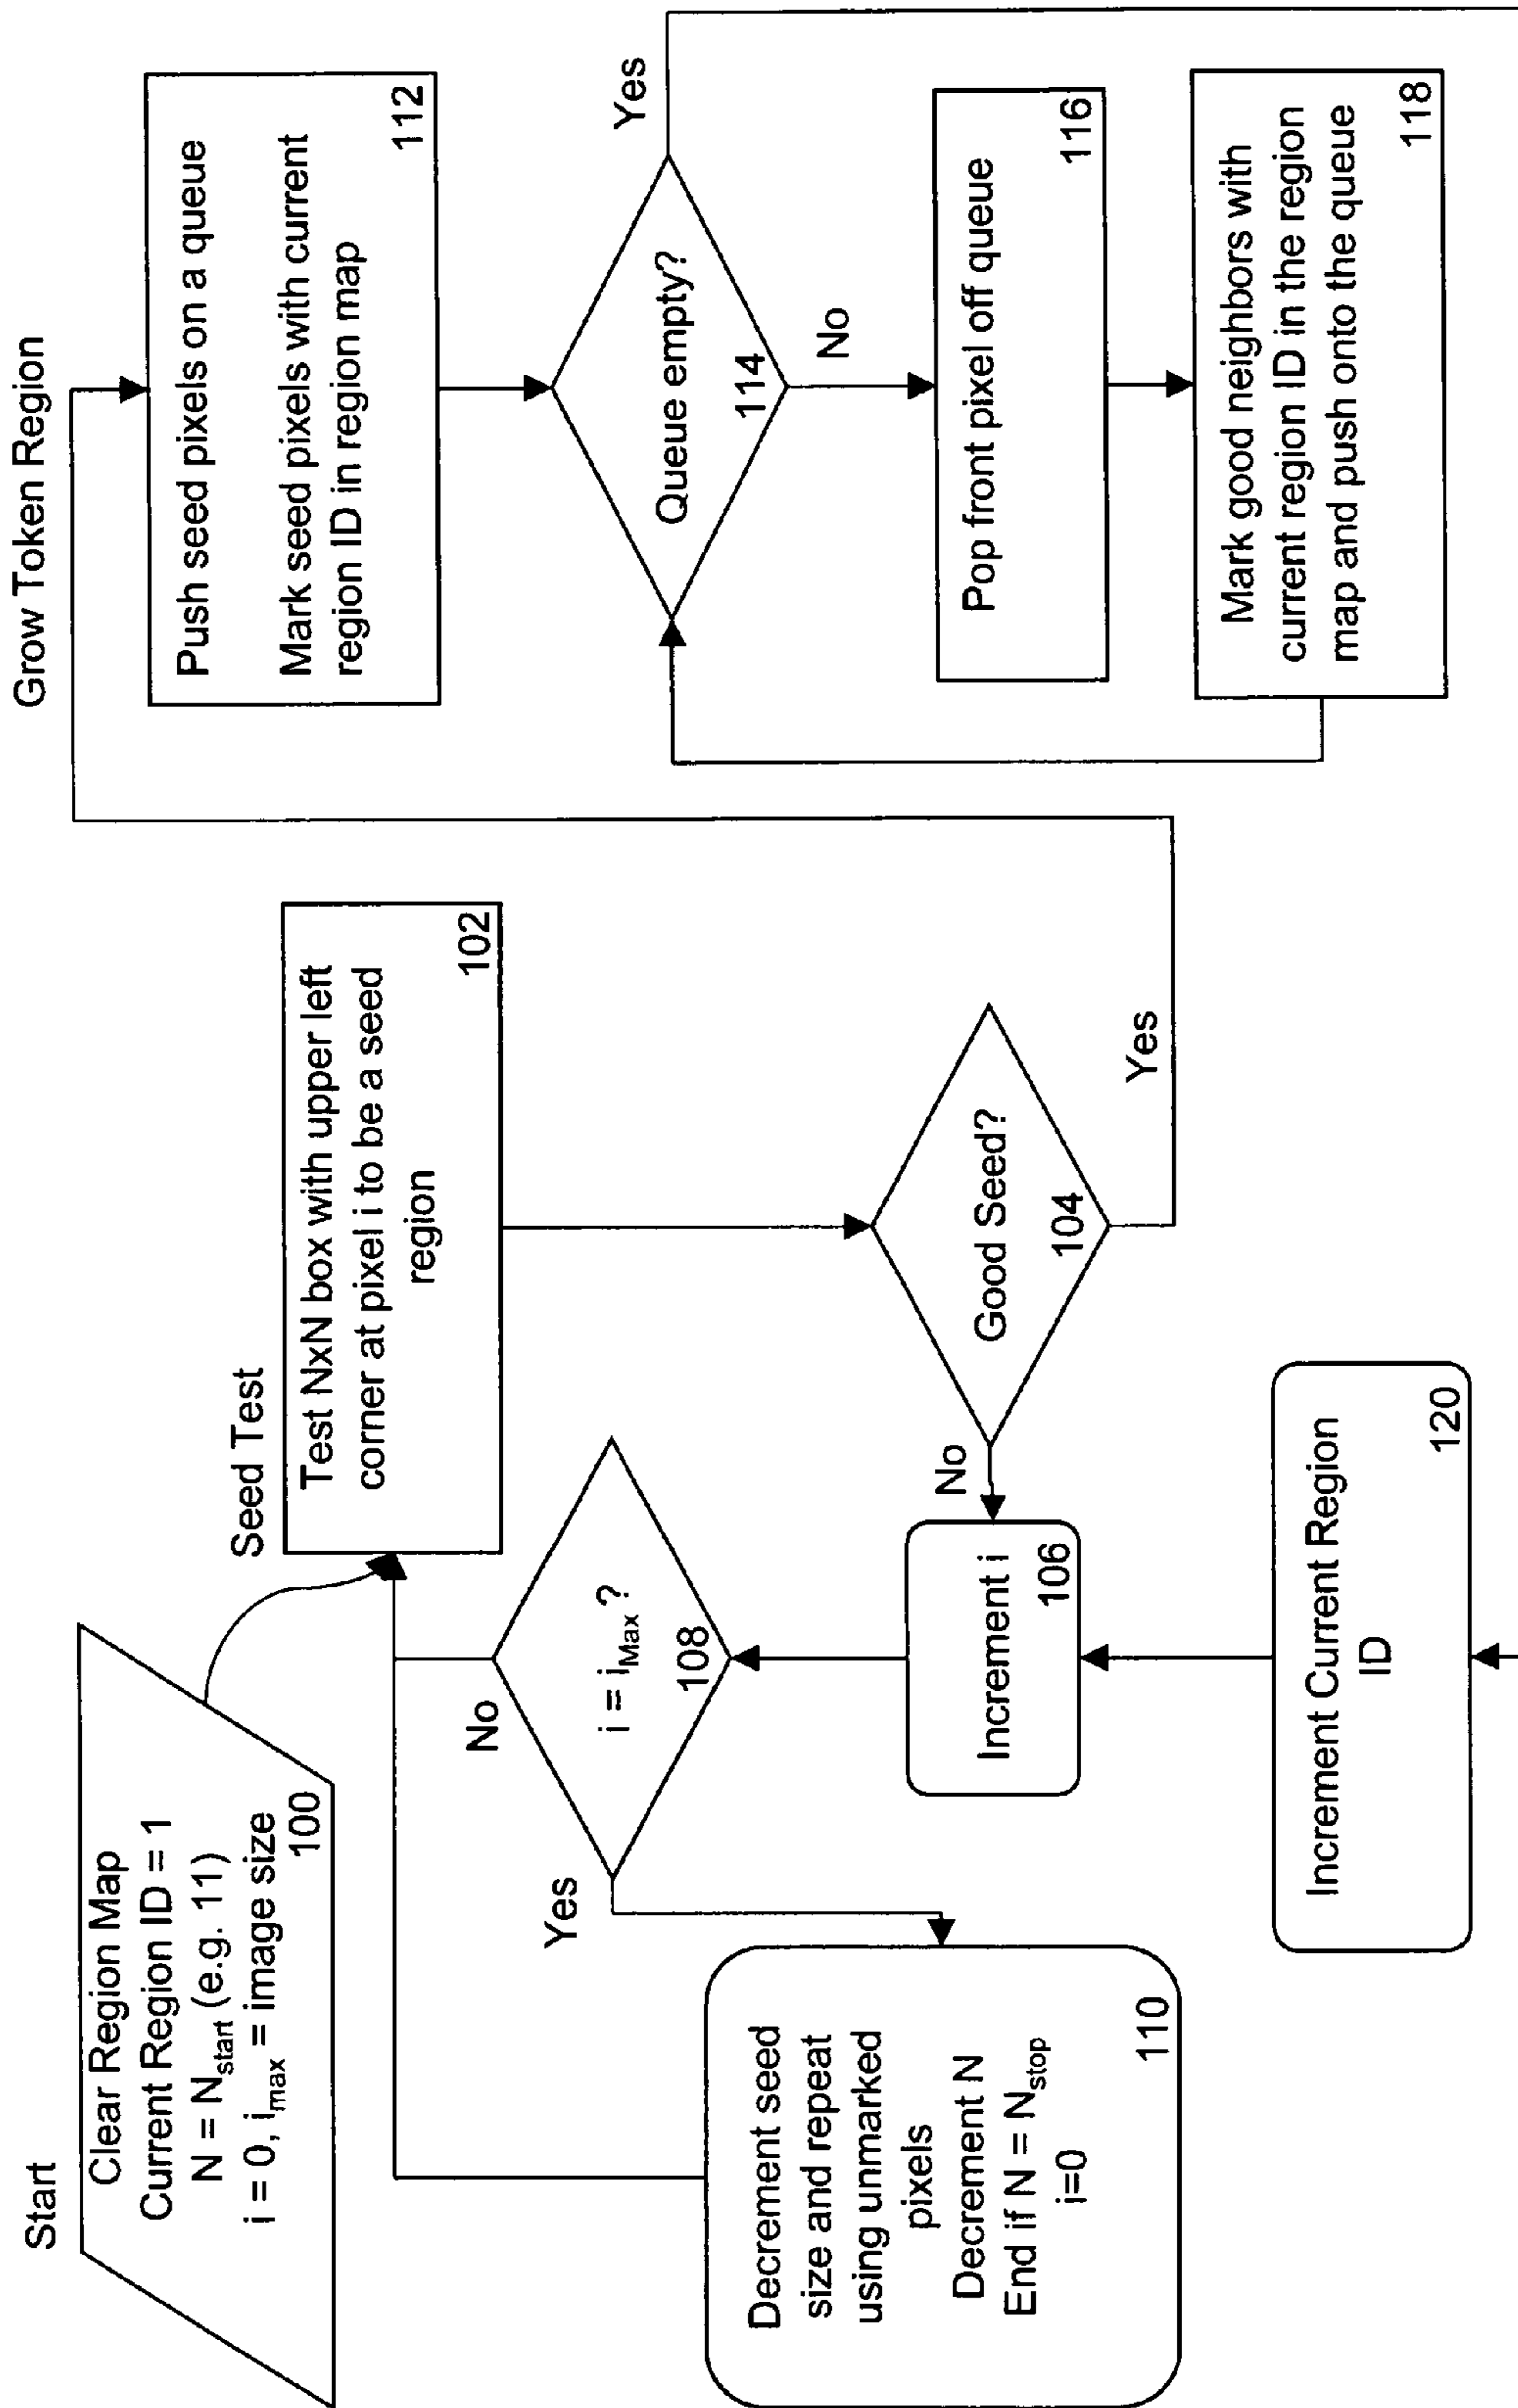 Start
Clear Region Map
Current Region ID = 1
N = Nstart (e.g. 11)
i = 0, imax = image size
100
Seed Test
Test NxN box with upper left
corner at pixel i to be a seed
region
102
Good Seed?
104
No
Yes
Increment i
106
i = iMax ?
108
No
Yes
Decrement seed
size and repeat
using unmarked
pixels
Decrement N
End if N = Nstop
i=0
110
Increment Current Region
ID
120
Grow Token Region
Push seed pixels on a queue
Mark seed pixels with current
region ID in region map
112
Queue empty?
114
Yes
No
Pop front pixel off queue
116
Mark good neighbors with
current region ID in the region
map and push onto the queue
118